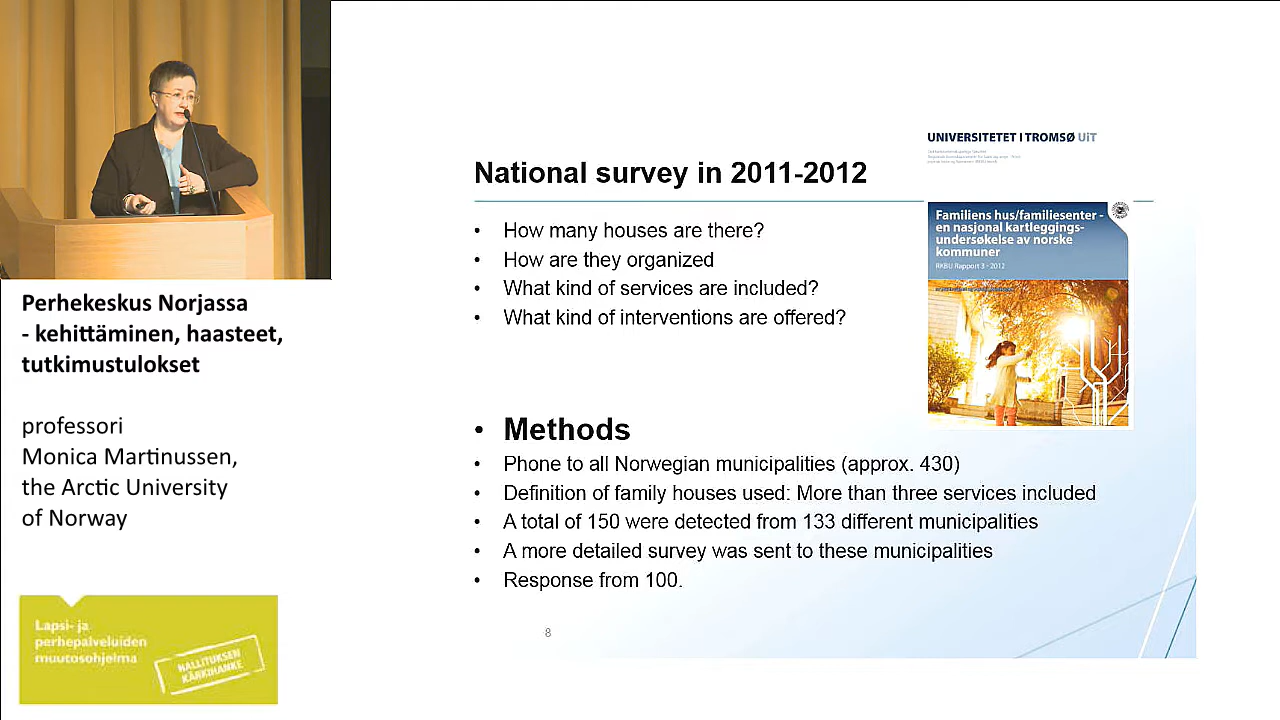 Perhekeskus Norjassa
- kehittäminen, haasteet,
tutkimustulokset
professori
Monica Martinussen,
the Arctic University
of Norway
Lapsi- ja
perhepalveluiden
muutosohjelma
HALLITUKSEN
KÄRKIHANKE
UNIVERSITETET I TROMSØ UiT
National survey in 2011-2012
• How many houses are there?
• How are they organized
• What kind of services are included?
• What kind of interventions are offered?
Familiens hus/familiesenter -
en nasjonal kartleggings-
undersøkelse av norske
kommuner
RKBU Rapport 3 - 2012
• Methods
• Phone to all Norwegian municipalities (approx. 430)
• Definition of family houses used: More than three services included
• A total of 150 were detected from 133 different municipalities
• A more detailed survey was sent to these municipalities
• Response from 100.
8